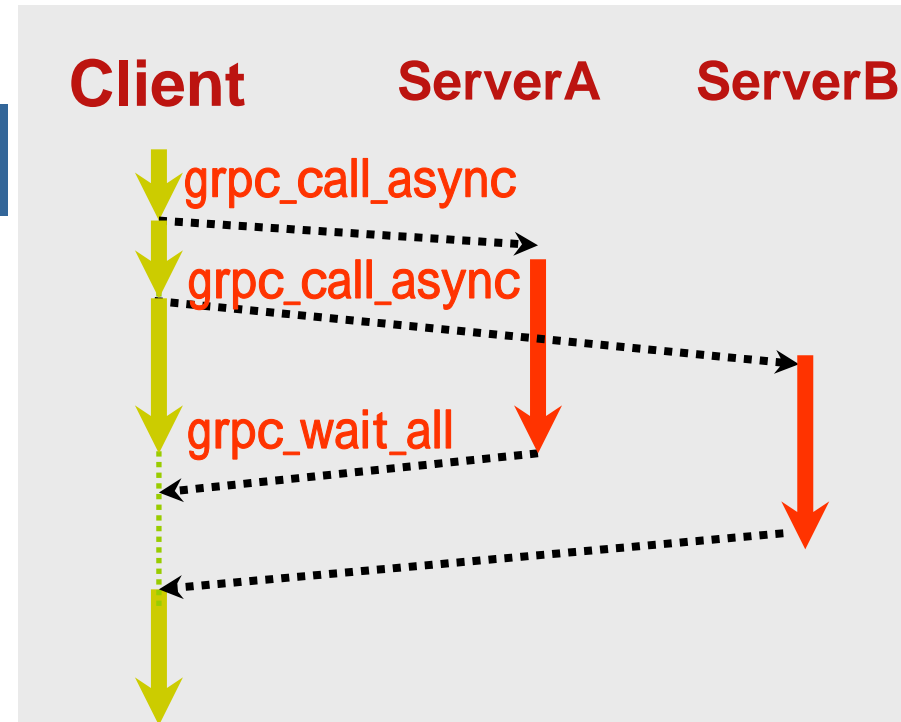 Client ServerA ServerB
grpc_call_async
grpc_call_async
grpc_wait_all